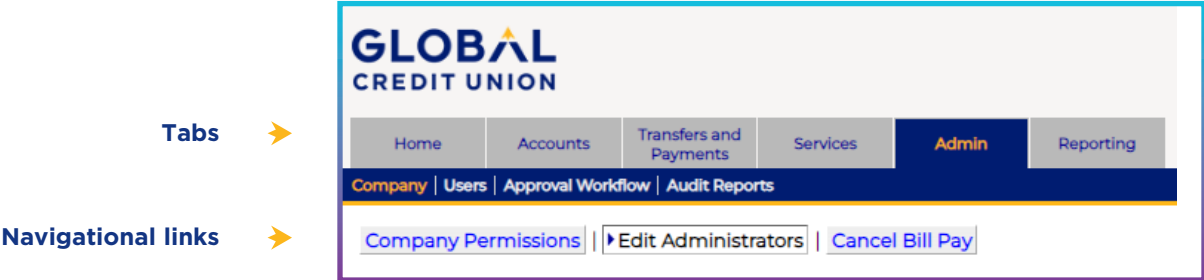 GLOBAL
CREDIT UNION
Tabs
Home Accounts Transfers and Payments Services Admin Reporting
Company | Users | Approval Workflow | Audit Reports
Navigational links
Company Permissions | Edit Administrators | Cancel Bill Pay